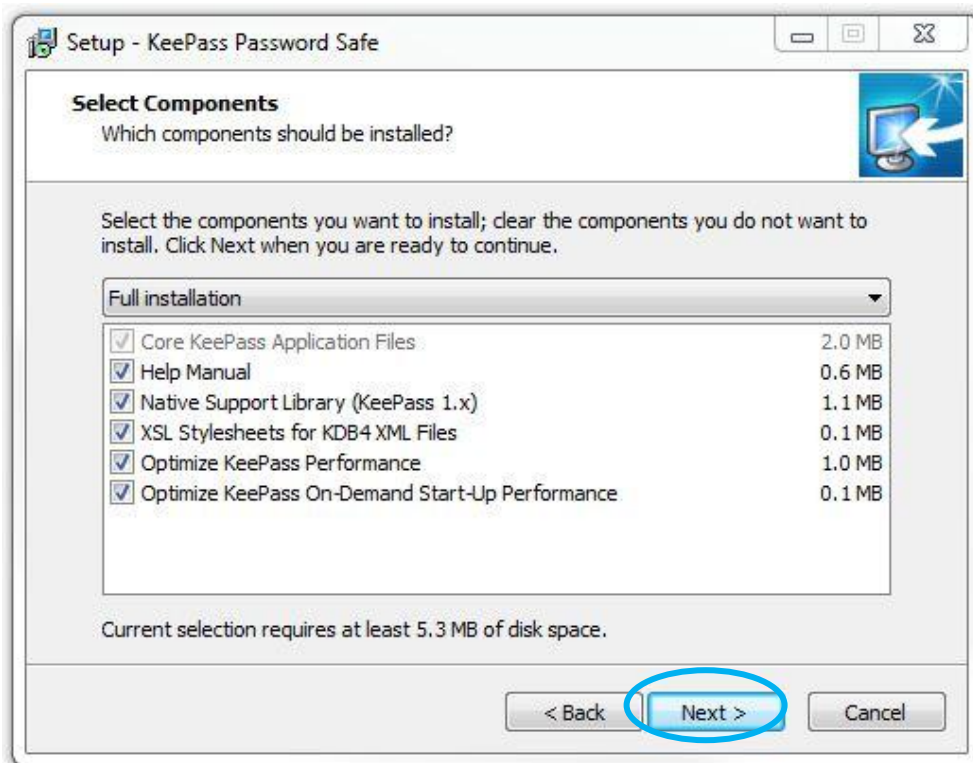 Setup - KeePass Password Safe
Select Components
Which components should be installed?
Select the components you want to install; clear the components you do not want to
install. Click Next when you are ready to continue.
Full installation
Core KeePass Application Files 2.0 MB
Help Manual 0.6 MB
Native Support Library (KeePass 1.x) 1.1 MB
XSL Stylesheets for KDB4 XML Files 0.1 MB
Optimize KeePass Performance 1.0 MB
Optimize KeePass On-Demand Start-Up Performance 0.1 MB
Current selection requires at least 5.3 MB of disk space.
< Back Next > Cancel